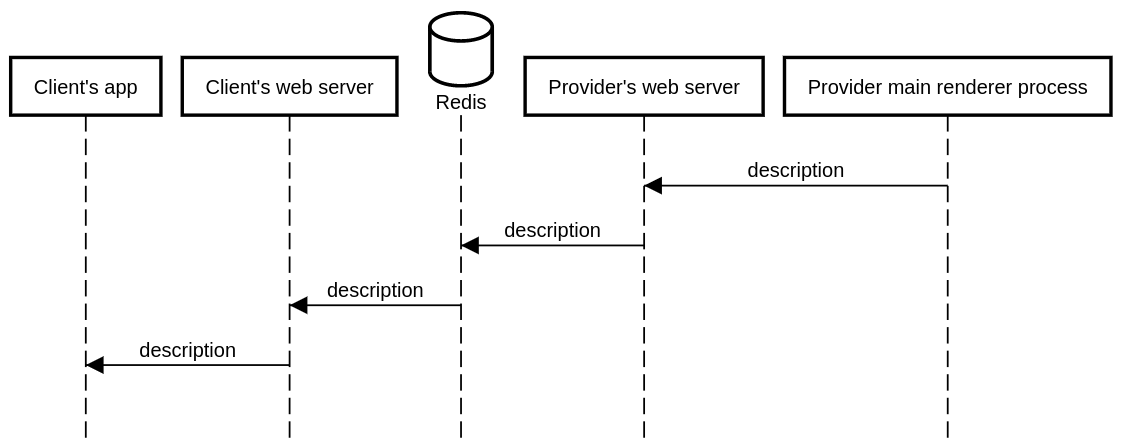 Client's app
Client's web server
Redis
Provider's web server
Provider main renderer process
description
description
description
description